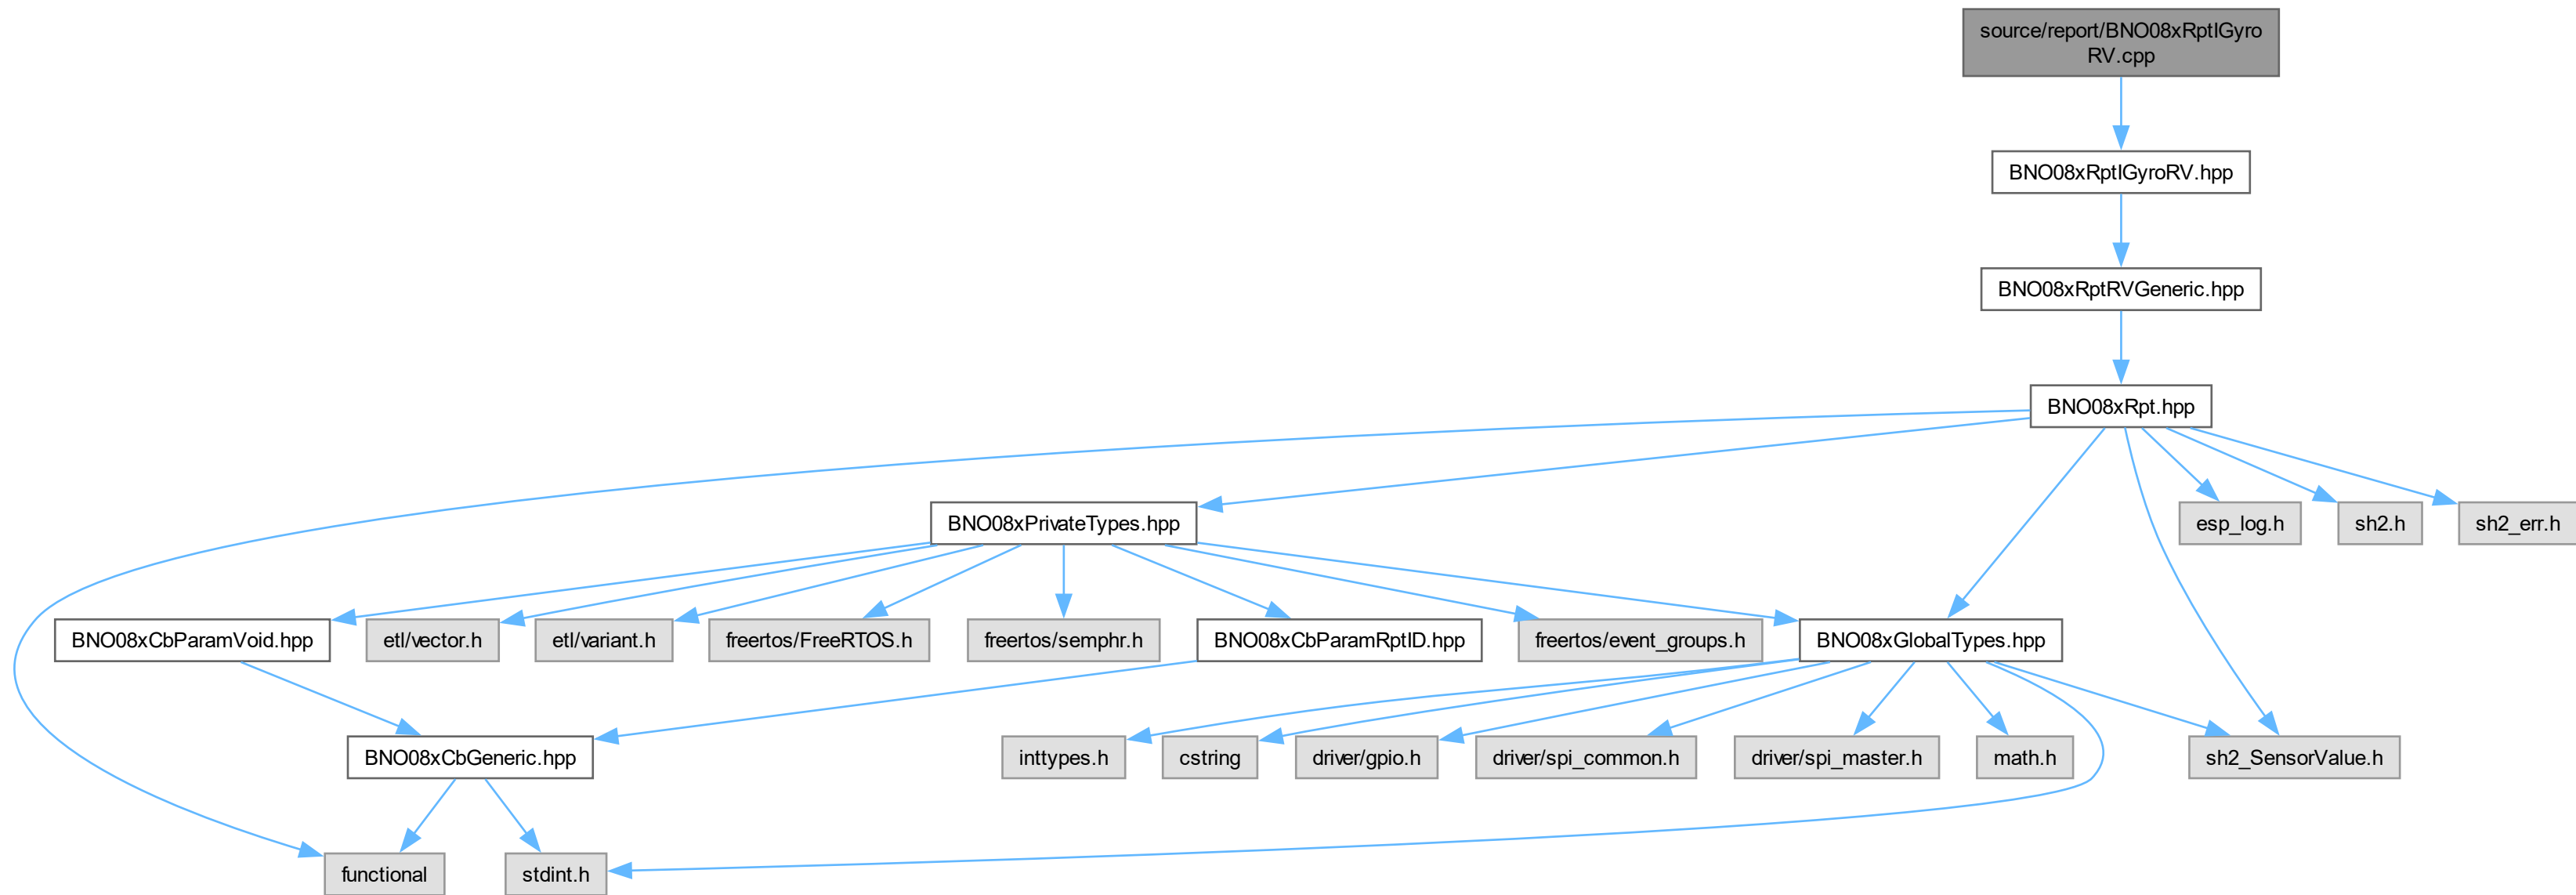 source/report/BNO08xRptIGyro
RV.cpp
BNO08xRptIGyroRV.hpp
BNO08xRptRVGeneric.hpp
BNO08xRpt.hpp
BNO08xPrivateTypes.hpp
esp_log.h
sh2.h
sh2_err.h
BNO08xCbParamVoid.hpp
etl/vector.h
etl/variant.h
freertos/FreeRTOS.h
freertos/semphr.h
BNO08xCbParamRptID.hpp
freertos/event_groups.h
BNO08xGlobalTypes.hpp
BNO08xCbGeneric.hpp
inttypes.h
cstring
driver/gpio.h
driver/spi_common.h
driver/spi_master.h
math.h
sh2_SensorValue.h
functional
stdint.h